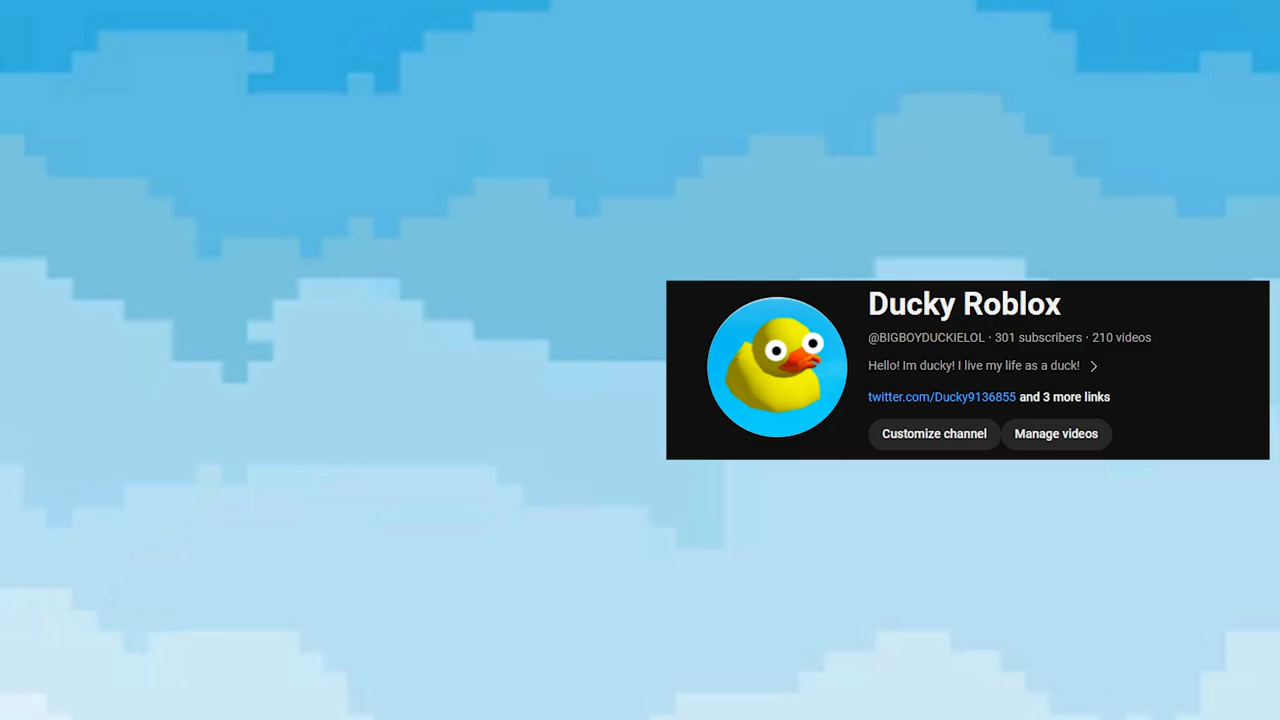 Ducky Roblox
@BIGBOYDUCKIELOL · 301 subscribers · 210 videos
Hello! Im ducky! I live my life as a duck!
twitter.com/Ducky9136855 and 3 more links
Customize channel Manage videos